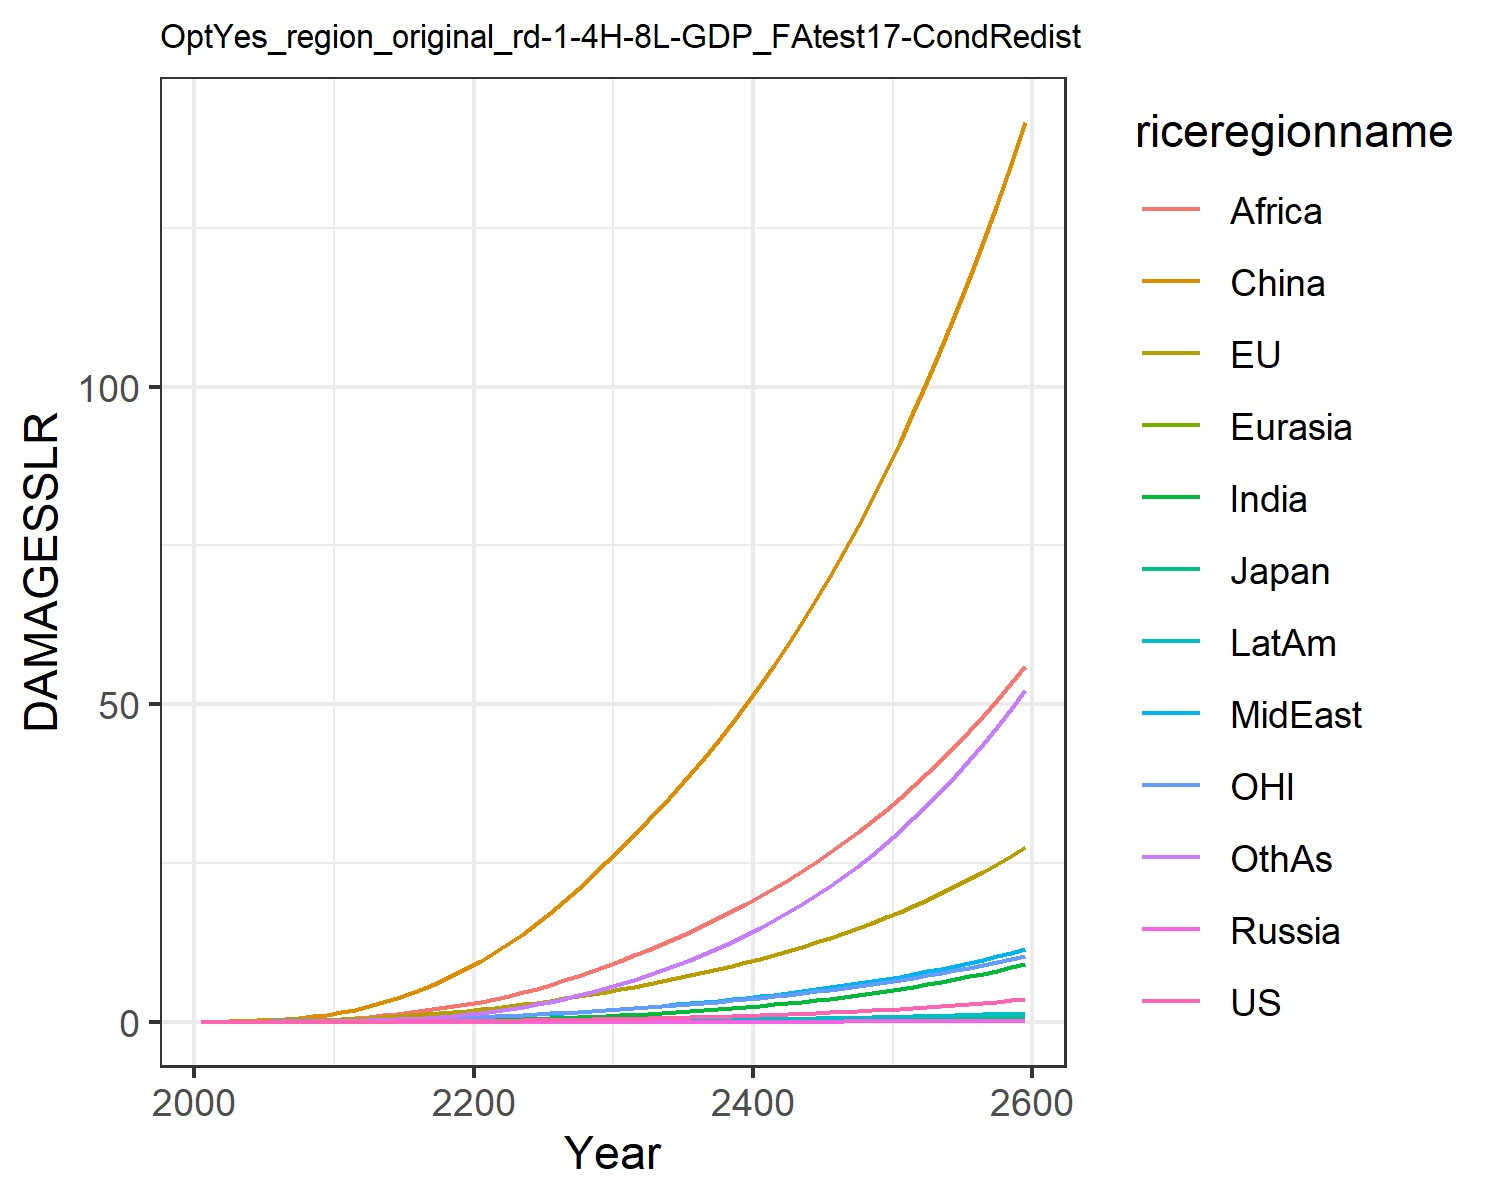 OptYes_region_original_rd-1-4H-8L-GDP_FAtest17-CondRedist
DAMAGESSLR
100
50
0
2000
2200
2400
2600
Year
riceregionname
Africa
China
EU
Eurasia
India
Japan
LatAm
MidEast
OHI
OthAs
Russia
US